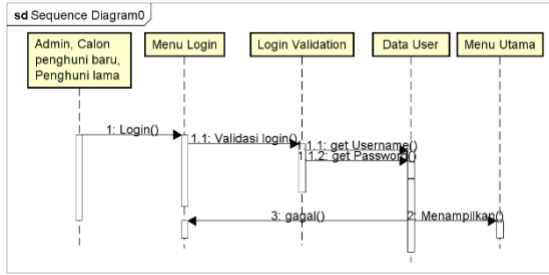 sd Sequence Diagram0
Admin, Calon
penghuni baru,
Penghuni lama
Menu Login
Login Validation
Data User
Menu Utama
1: Login()
1.1: Validasi login()
1.1: get Username()
1.1.2: get Password()
3: gagal()
2: Menampilkan()